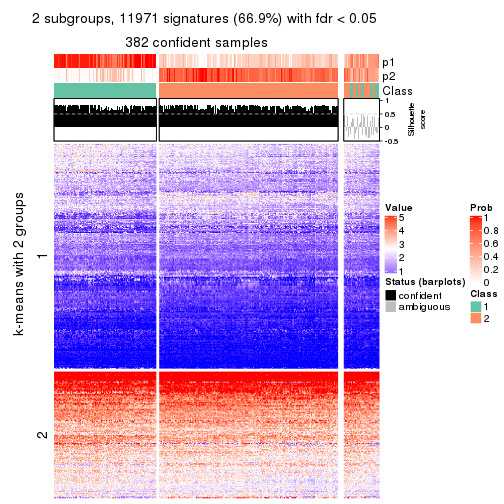 2 subgroups, 11971 signatures (66.9%) with fdr < 0.05
382 confident samples
p1
p2
Class
1
0.5
0
-0.5
Silhouette
score
k-means with 2 groups
1
2
Value
5
4
3
2
1
Status (barplots)
confident
ambiguous
Prob
1
0.8
0.6
0.4
0.2
0
Class
1
2